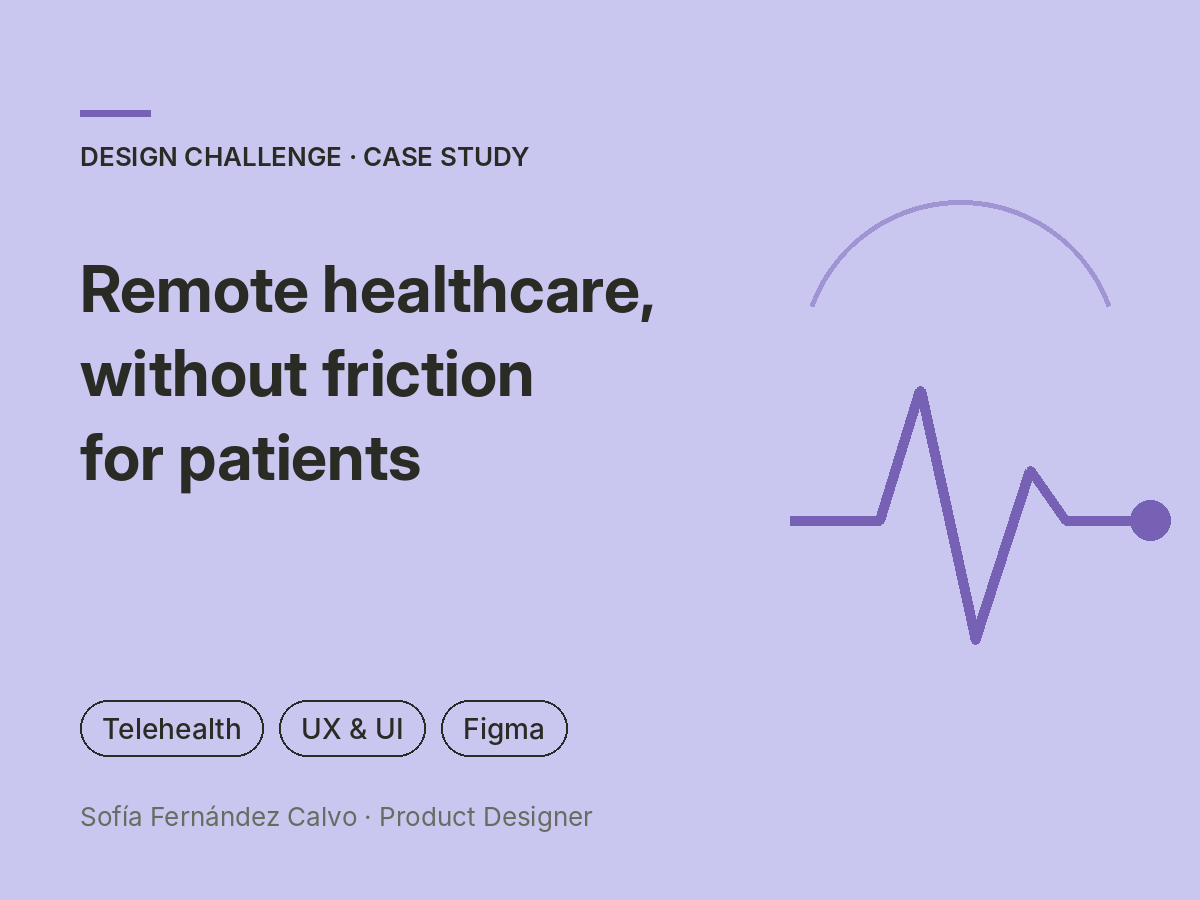 DESIGN CHALLENGE · CASE STUDY
Remote healthcare,
without friction
for patients
Telehealth
UX & UI
Figma
Sofía Fernández Calvo · Product Designer